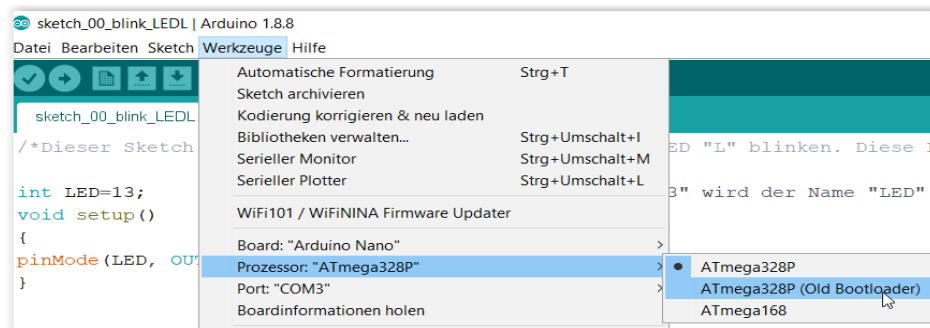 sketch_00_blink_LEDL | Arduino 1.8.8
Datei Bearbeiten Sketch Werkzeuge Hilfe
sketch_00_blink_LEDL
/*Dieser Sketch
ED "L" blinken. Diese
int LED=13;
3" wird der Name "LED"
void setup()
{
pinMode(LED, OUT
}
Automatische Formatierung Strg+T
Sketch archivieren
Kodierung korrigieren & neu laden
Bibliotheken verwalten... Strg+Umschalt+I
Serieller Monitor Strg+Umschalt+M
Serieller Plotter Strg+Umschalt+L
WiFi101 / WiFiNINA Firmware Updater
Board: "Arduino Nano" >
Prozessor: "ATmega328P" >
Port: "COM3" >
Boardinformationen holen
ATmega328P
ATmega328P (Old Bootloader)
ATmega168